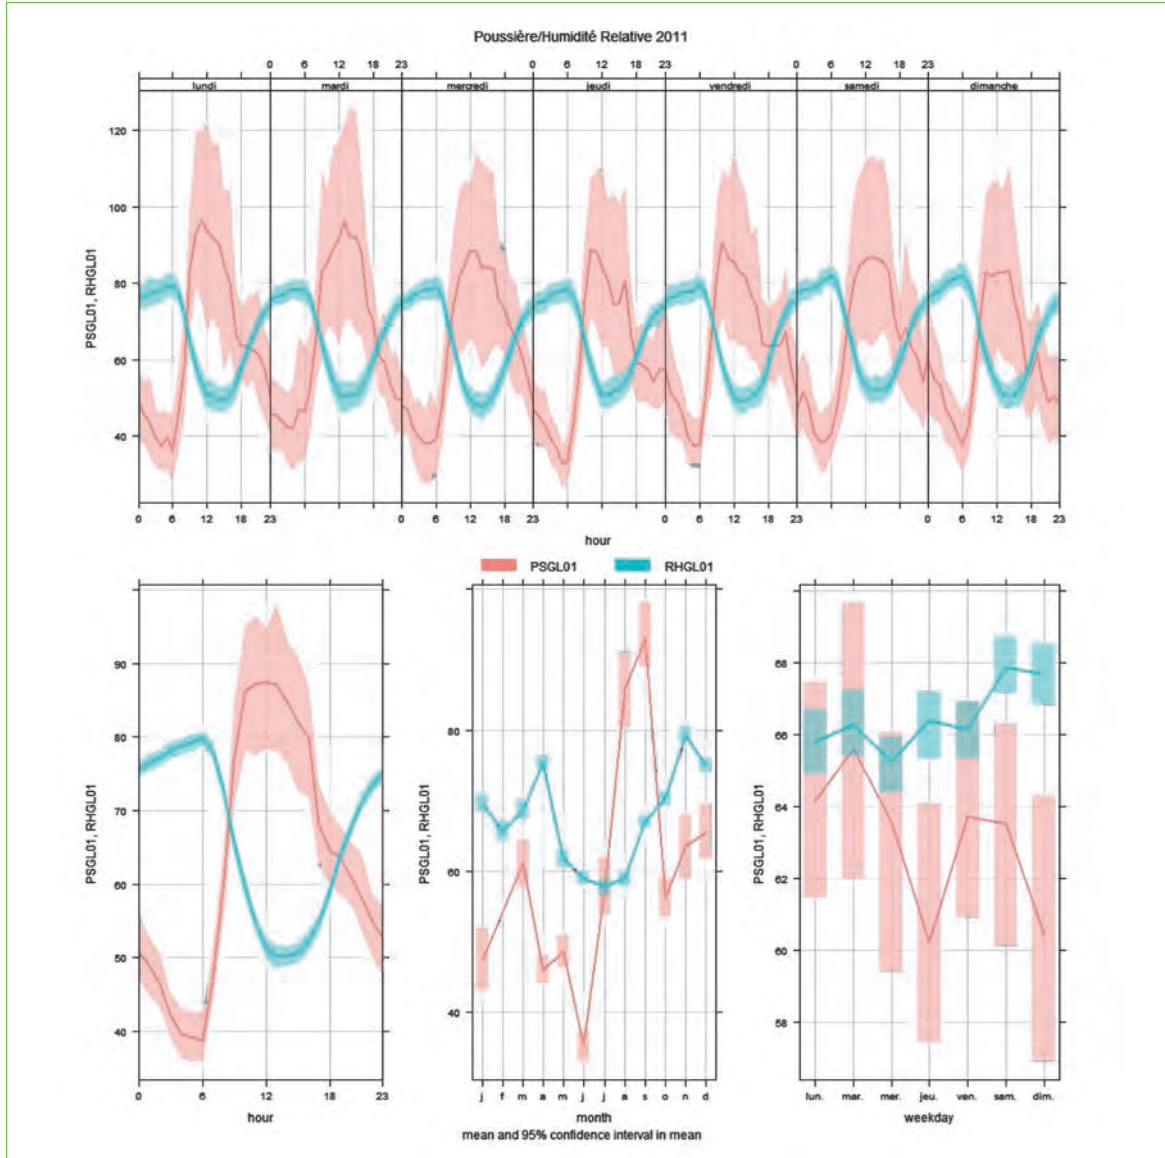 Poussière/Humidité Relative 2011
0 6 12 18 23 0 6 12 18 23 0 6 12 18 23
lundi mardi mercredi jeudi vendredi samedi dimanche
PSGL01, RHGL01
120
100
80
60
40
0 6 12 18 23 0 6 12 18 23 0 6 12 18 23 0 6 12 18 23
hour
PSGL01 RHGL01
PSGL01, RHGL01
90
80
70
60
50
40
0 6 12 18 23
hour
PSGL01, RHGL01
80
60
40
j f m a m j j a s o n d
month
mean and 95% confidence interval in mean
PSGL01, RHGL01
68
66
64
62
60
58
lun. mar. mer. jeu. ven. sam. dim.
weekday